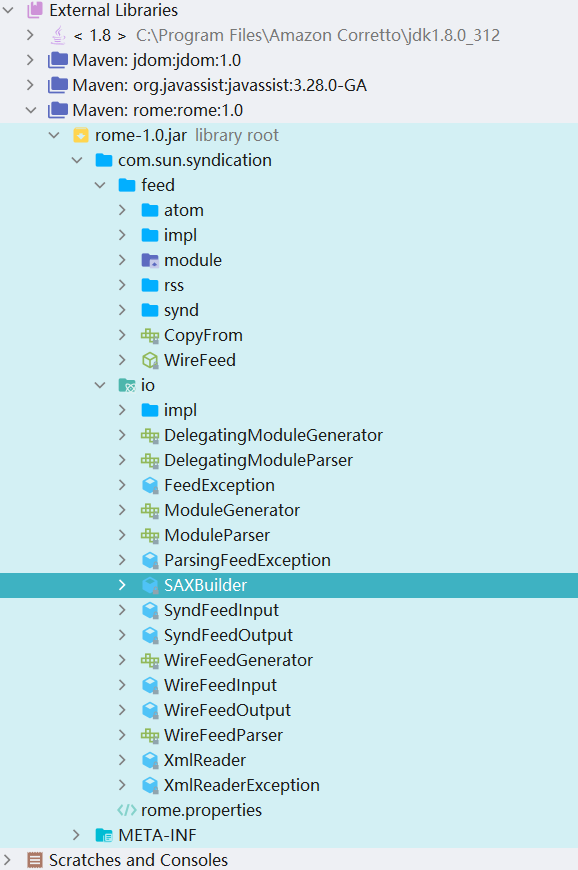 External Libraries
< 1.8 > C:\Program Files\Amazon Corretto\jdk1.8.0_312
Maven: jdom:jdom:1.0
Maven: org.javassist:javassist:3.28.0-GA
Maven: rome:rome:1.0
rome-1.0.jar library root
com.sun.syndication
feed
atom
impl
module
rss
synd
CopyFrom
WireFeed
io
impl
DelegatingModuleGenerator
DelegatingModuleParser
FeedException
ModuleGenerator
ModuleParser
ParsingFeedException
SAXBuilder
SyndFeedInput
SyndFeedOutput
WireFeedGenerator
WireFeedInput
WireFeedOutput
WireFeedParser
XmlReader
XmlReaderException
rome.properties
META-INF
Scratches and Consoles